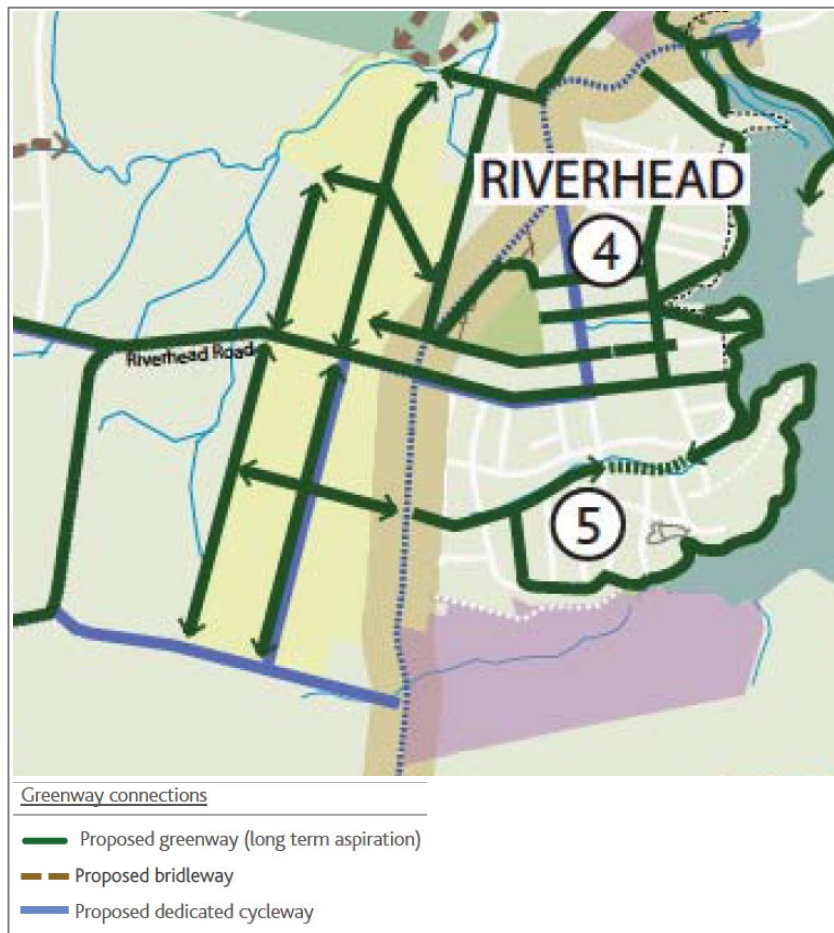 RIVERHEAD
4
Riverhead Road
5
Greenway connections
Proposed greenway (long term aspiration)
Proposed bridleway
Proposed dedicated cycleway